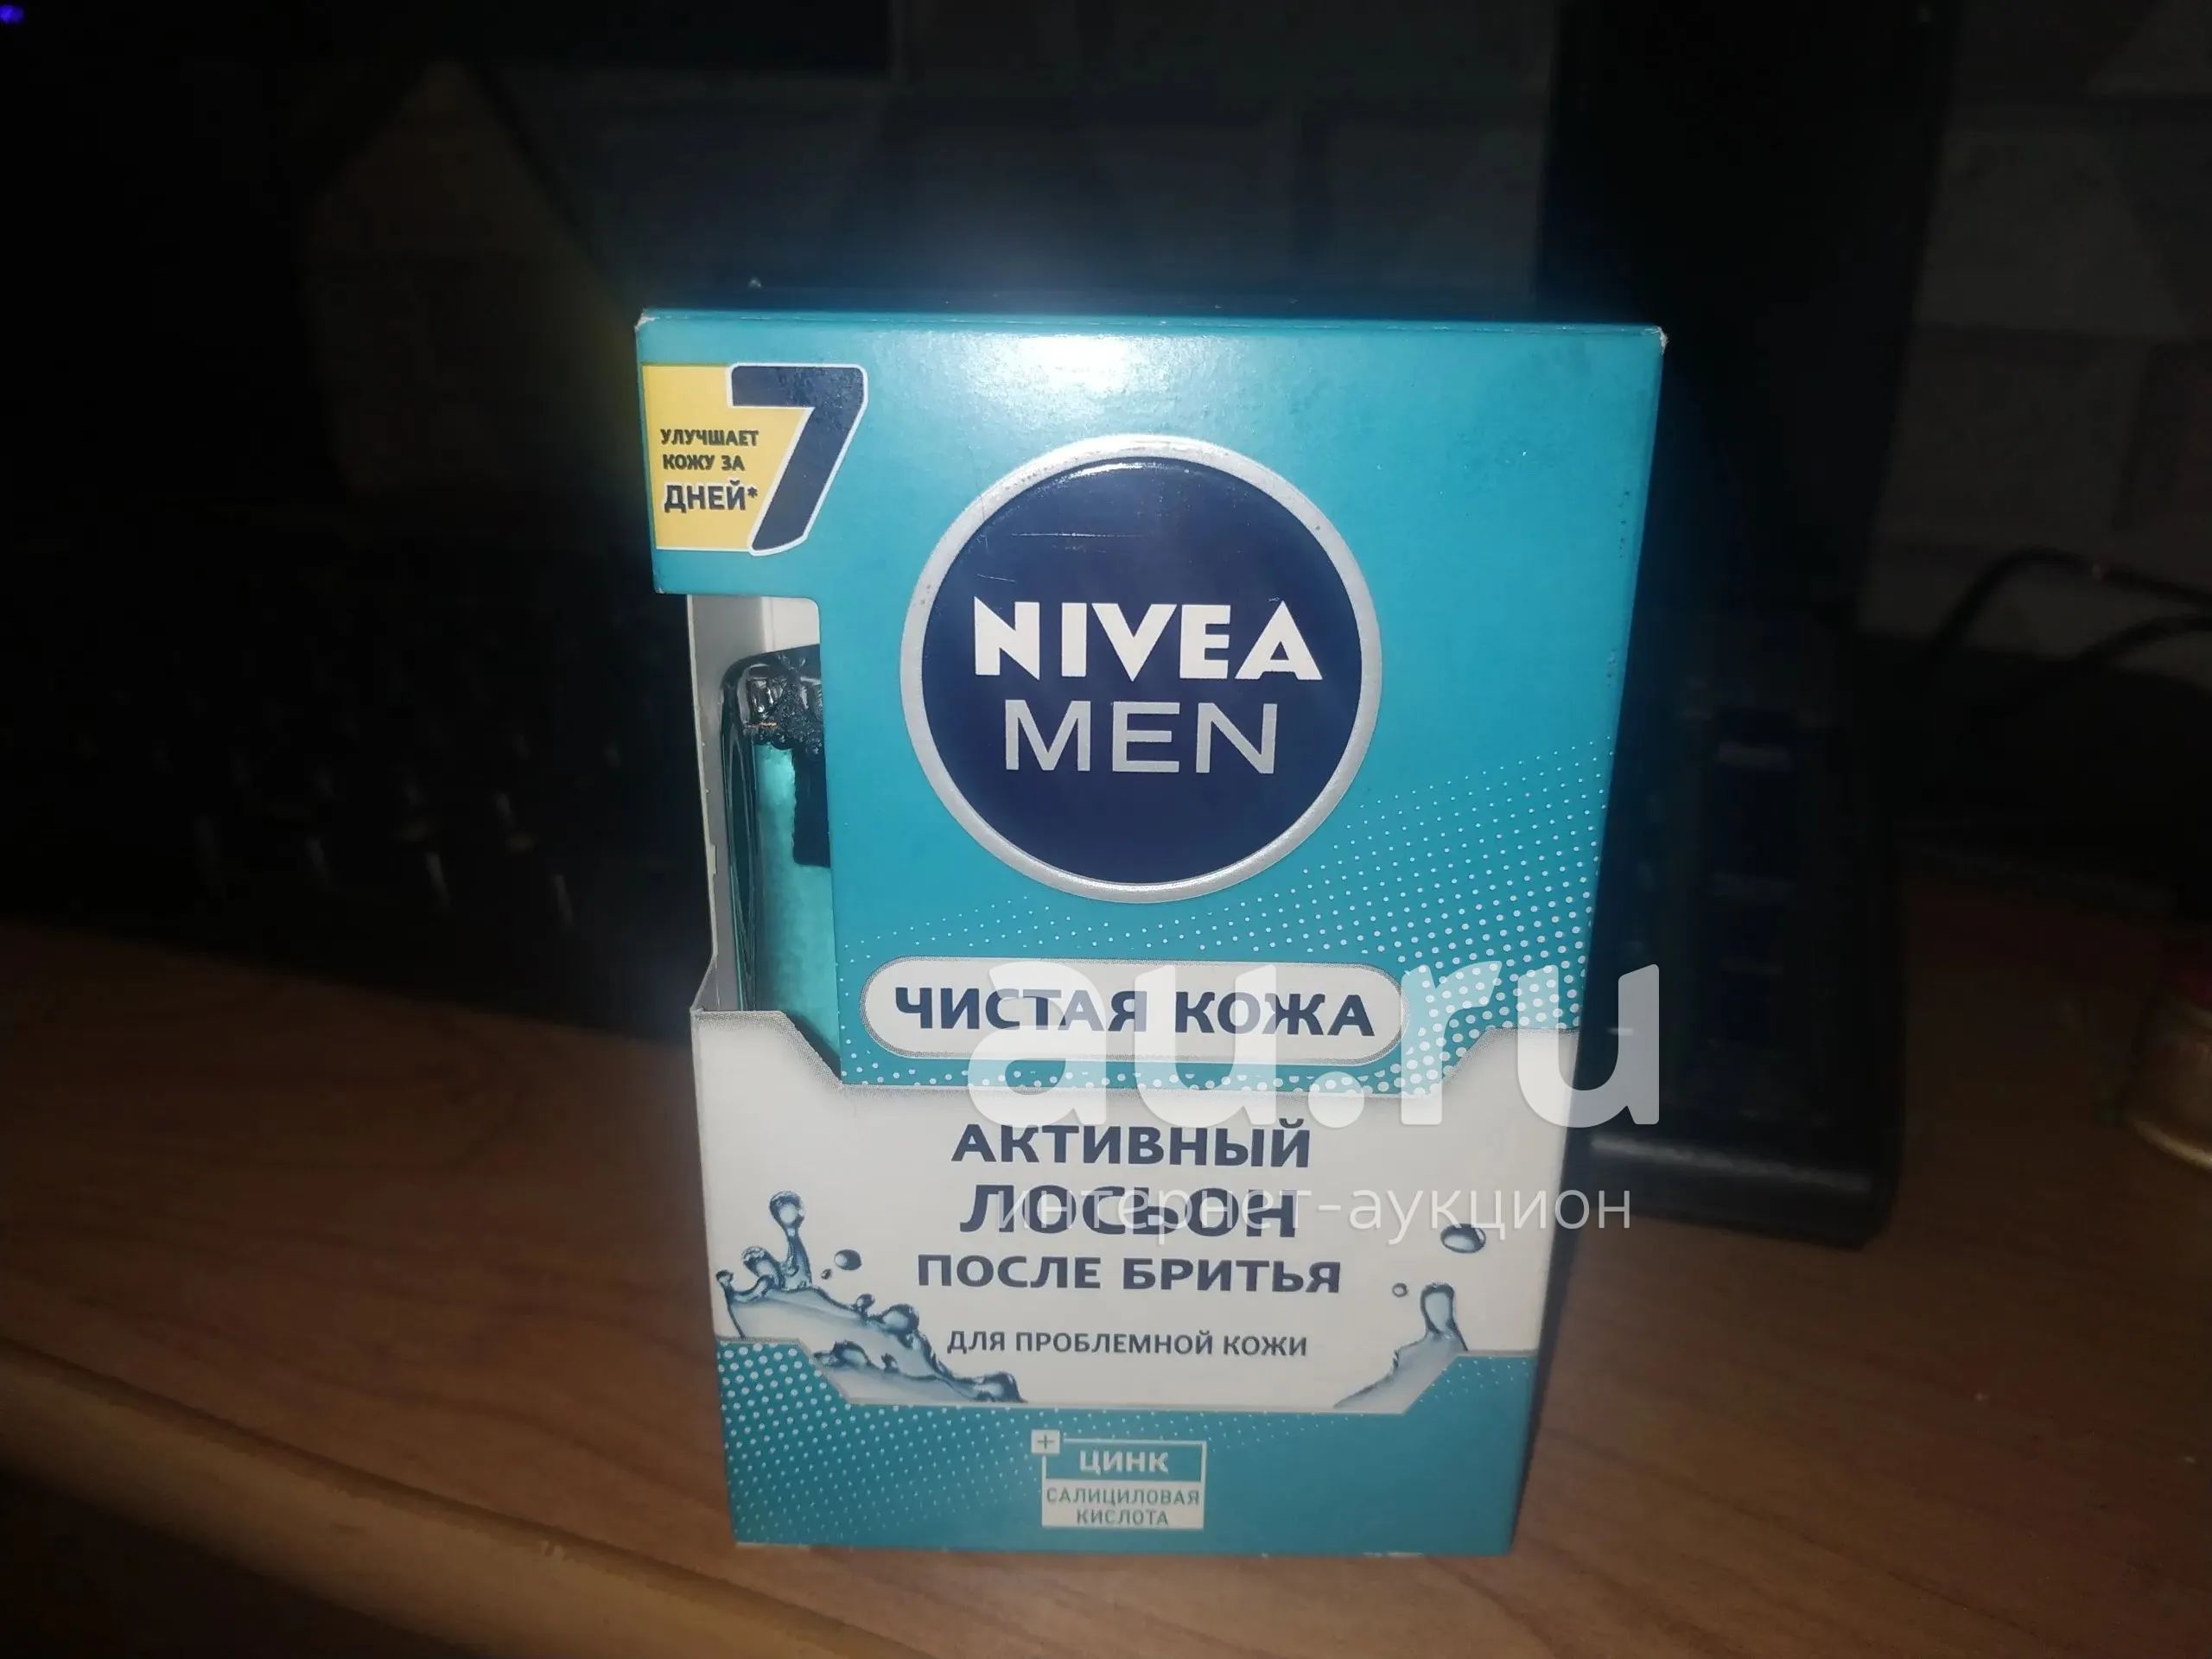 7
УЛУЧШАЕТ
КОЖУ ЗА
ДНЕЙ*
NIVEA
MEN
ЧИСТАЯ КОЖА
au.ru
АКТИВНЫЙ
ЛОСЬОН
интернет-аукцион
ПОСЛЕ БРИТЬЯ
ДЛЯ ПРОБЛЕМНОЙ КОЖИ
+ ЦИНК
САЛИЦИЛОВАЯ
КИСЛОТА